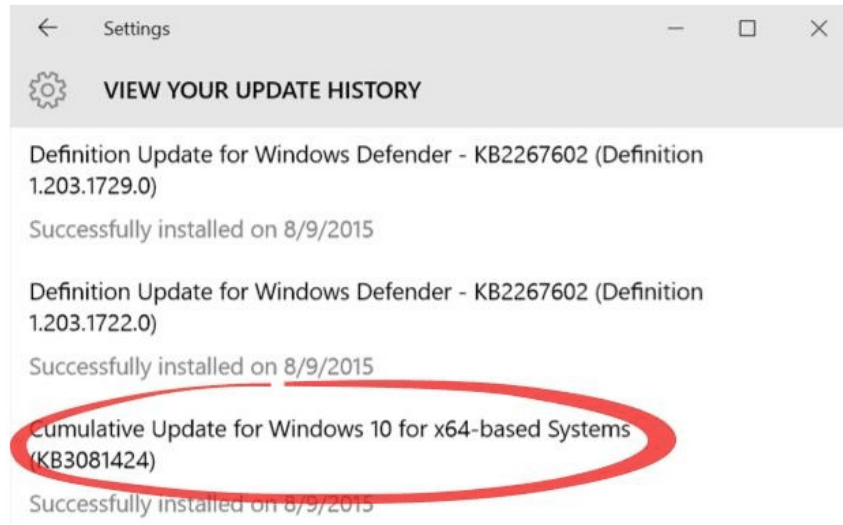 Settings
VIEW YOUR UPDATE HISTORY
Definition Update for Windows Defender - KB2267602 (Definition
1.203.1729.0)
Successfully installed on 8/9/2015
Definition Update for Windows Defender - KB2267602 (Definition
1.203.1722.0)
Successfully installed on 8/9/2015
Cumulative Update for Windows 10 for x64-based Systems
(KB3081424)
Successfully installed on 8/9/2015